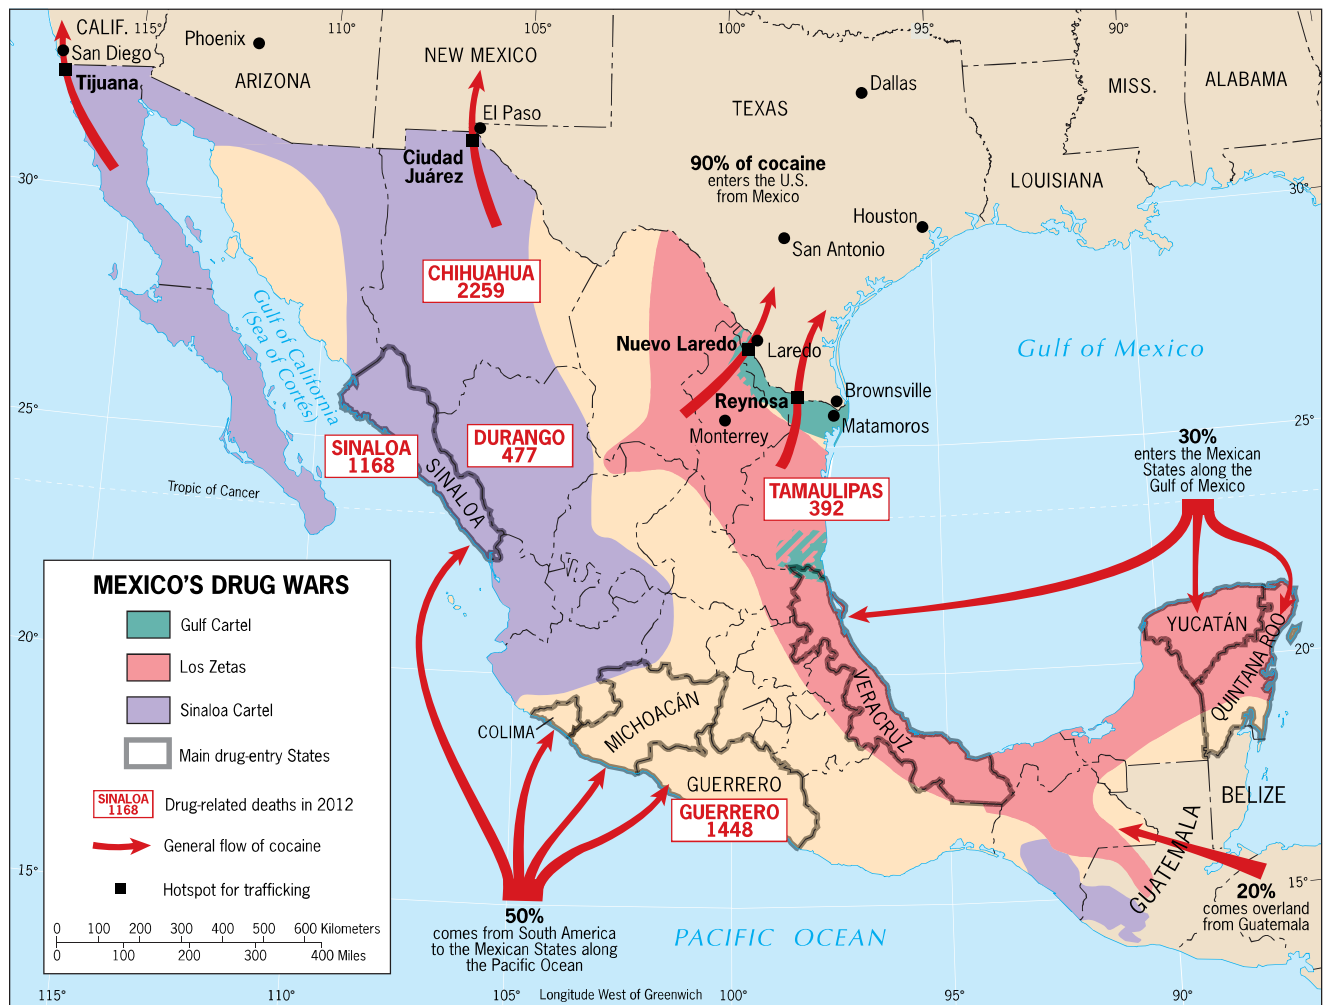 115°
110°
105°
100°
95°
90°
CALIF.
San Diego
Tijuana
Phoenix
ARIZONA
NEW MEXICO
El Paso
Ciudad
Juárez
TEXAS
Dallas
MISS.
ALABAMA
LOUISIANA
90% of cocaine
enters the U.S.
from Mexico
Houston
San Antonio
30°
30°
CHIHUAHUA
2259
Gulf of California
(Sea of Cortés)
Nuevo Laredo
Laredo
Reynosa
Brownsville
Matamoros
Monterrey
Gulf of Mexico
25°
25°
SINALOA
1168
DURANGO
477
SINALOA
TAMAULIPAS
392
Tropic of Cancer
30%
enters the Mexican
States along the
Gulf of Mexico
20°
20°
YUCATÁN
QUINTANA ROO
VERACRUZ
COLIMA
MICHOACÁN
GUERRERO
GUERRERO
1448
BELIZE
GUATEMALA
15°
15°
20%
comes overland
from Guatemala
50%
comes from South America
to the Mexican States along
the Pacific Ocean
PACIFIC OCEAN
MEXICO'S DRUG WARS
Gulf Cartel
Los Zetas
Sinaloa Cartel
Main drug-entry States
SINALOA
1168
Drug-related deaths in 2012
General flow of cocaine
Hotspot for trafficking
0 100 200 300 400 500 600 Kilometers
0 100 200 300 400 Miles
115°
110°
105°
Longitude West of Greenwich
100°
95°
90°